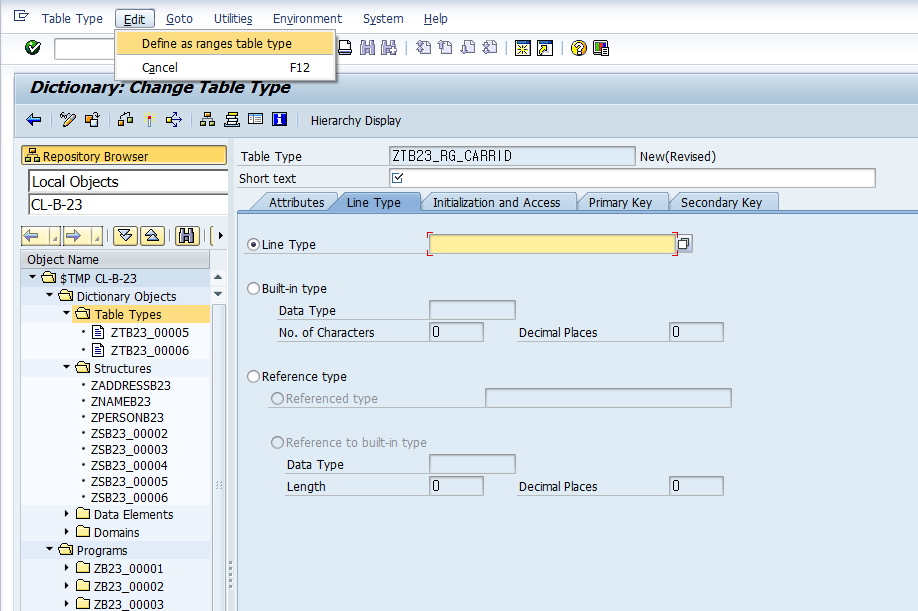 Table Type Edit Goto Utilities Environment System Help
Define as ranges table type
Cancel F12
Dictionary: Change Table Type
Hierarchy Display
Repository Browser
Local Objects
CL-B-23
Object Name
$TMP CL-B-23
Dictionary Objects
Table Types
ZTB23_00005
ZTB23_00006
Structures
ZADDRESSB23
ZNAMEB23
ZPERSONB23
ZSB23_00002
ZSB23_00003
ZSB23_00004
ZSB23_00005
ZSB23_00006
Data Elements
Domains
Programs
ZB23_00001
ZB23_00002
ZB23_00003
Table Type ZTB23_RG_CARRID New(Revised)
Short text
Attributes Line Type Initialization and Access Primary Key Secondary Key
Line Type
Built-in type
Data Type
No. of Characters 0 Decimal Places 0
Reference type
Referenced type
Reference to built-in type
Data Type
Length 0 Decimal Places 0